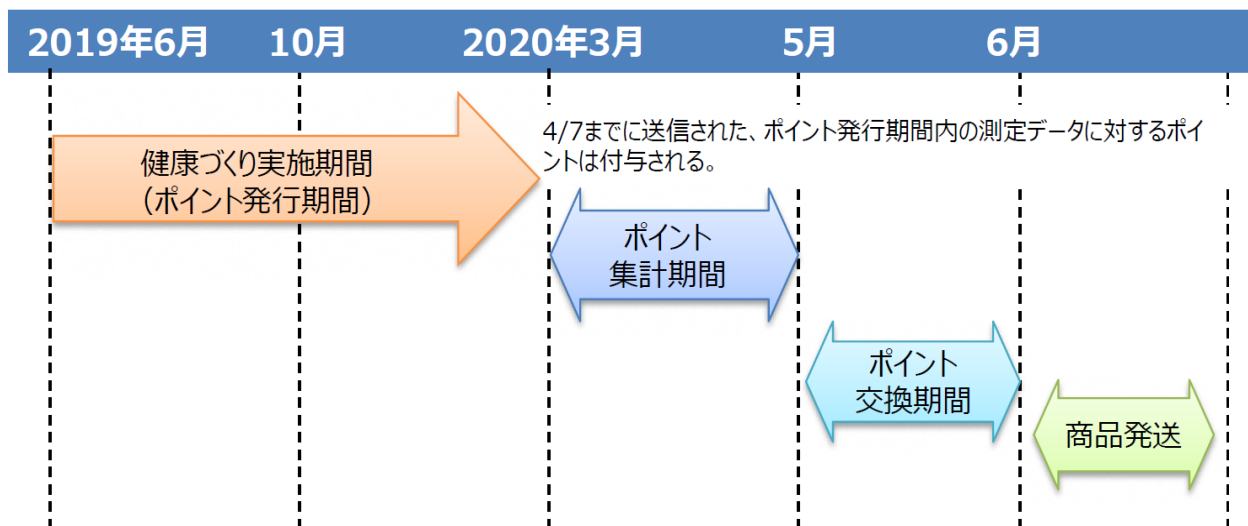 2019年6月 10月 2020年3月 5月 6月
4/7までに送信された、ポイント発行期間内の測定データに対するポイ
ントは付与される。
健康づくり実施期間
（ポイント発行期間）
ポイント
集計期間
ポイント
交換期間
商品発送